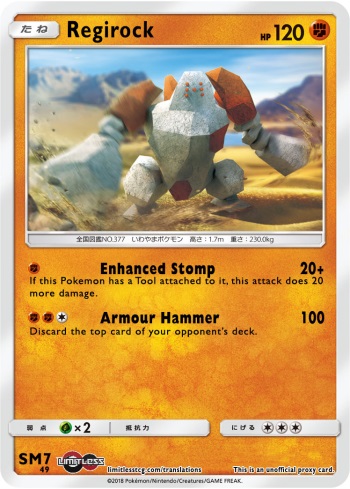 たね Regirock HP 120
全国図鑑NO.377 いわやまポケモン 高さ：1.7m 重さ：230.0kg
Enhanced Stomp 20+
If this Pokemon has a Tool attached to it, this attack does 20
more damage.
Armour Hammer 100
Discard the top card of your opponent's deck.
弱点 ×2 抵抗力 にげる
SM7 LIMITLESS
49
limitlesstcg.com/translations This is an unofficial proxy card.
©2018 Pokémon/Nintendo/Creatures/GAME FREAK.